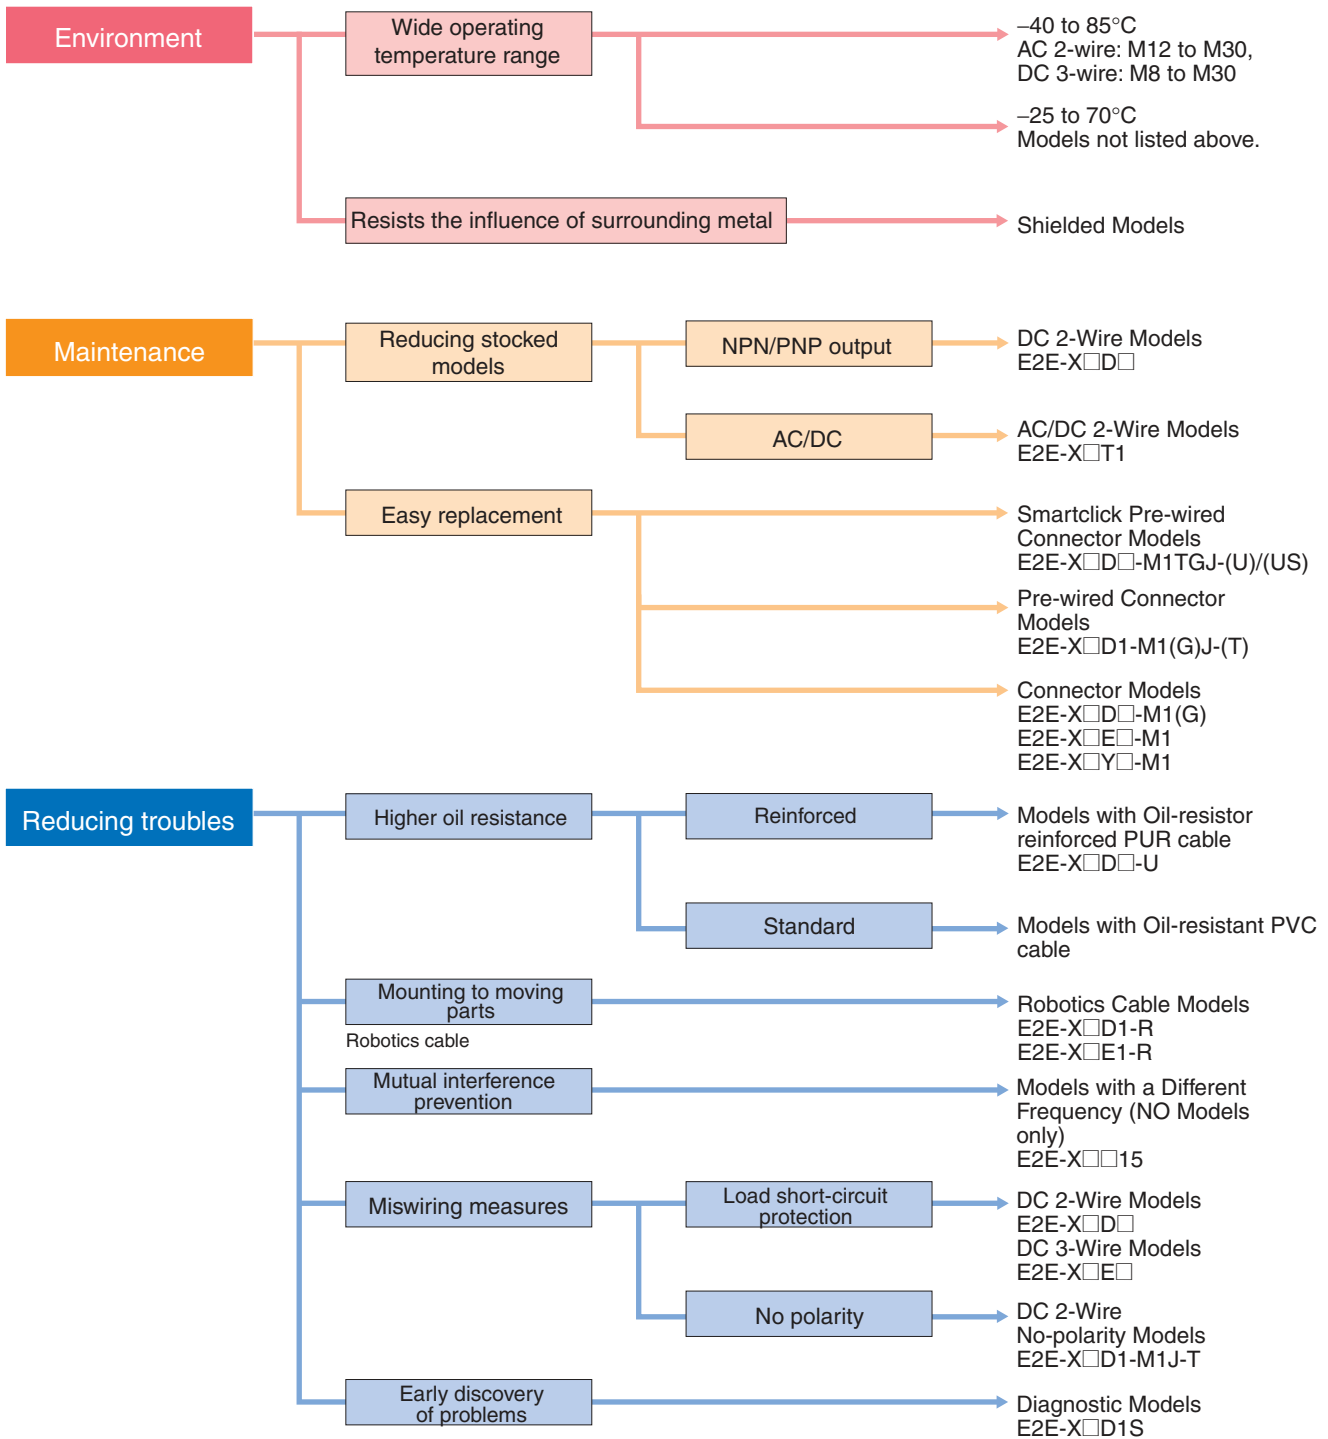 Environment
Wide operating
temperature range
–40 to 85°C
AC 2-wire: M12 to M30,
DC 3-wire: M8 to M30
–25 to 70°C
Models not listed above.
Resists the influence of surrounding metal
Shielded Models
Maintenance
Reducing stocked
models
NPN/PNP output
DC 2-Wire Models
E2E-X□D□
AC/DC
AC/DC 2-Wire Models
E2E-X□T1
Easy replacement
Smartclick Pre-wired
Connector Models
E2E-X□D□-M1TGJ-(U)/(US)
Pre-wired Connector
Models
E2E-X□D1-M1(G)J-(T)
Connector Models
E2E-X□D□-M1(G)
E2E-X□E□-M1
E2E-X□Y□-M1
Reducing troubles
Higher oil resistance
Reinforced
Models with Oil-resistor
reinforced PUR cable
E2E-X□D□-U
Standard
Models with Oil-resistant PVC
cable
Mounting to moving
parts
Robotics cable
Robotics Cable Models
E2E-X□D1-R
E2E-X□E1-R
Mutual interference
prevention
Models with a Different
Frequency (NO Models
only)
E2E-X□□15
Miswiring measures
Load short-circuit
protection
DC 2-Wire Models
E2E-X□D□
DC 3-Wire Models
E2E-X□E□
No polarity
DC 2-Wire
No-polarity Models
E2E-X□D1-M1J-T
Early discovery
of problems
Diagnostic Models
E2E-X□D1S